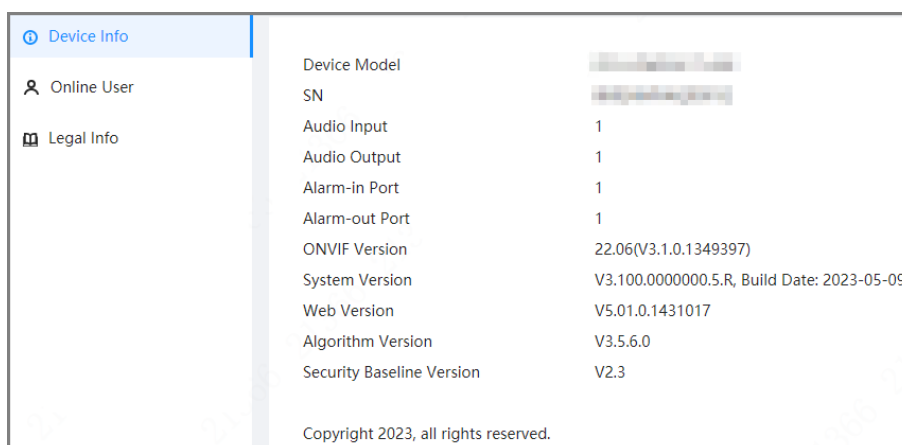 Device Info
Online User
Legal Info
Device Model
SN
Audio Input 1
Audio Output 1
Alarm-in Port 1
Alarm-out Port 1
ONVIF Version 22.06(V3.1.0.1349397)
System Version V3.100.0000000.5.R, Build Date: 2023-05-09
Web Version V5.01.0.1431017
Algorithm Version V3.5.6.0
Security Baseline Version V2.3
Copyright 2023, all rights reserved.